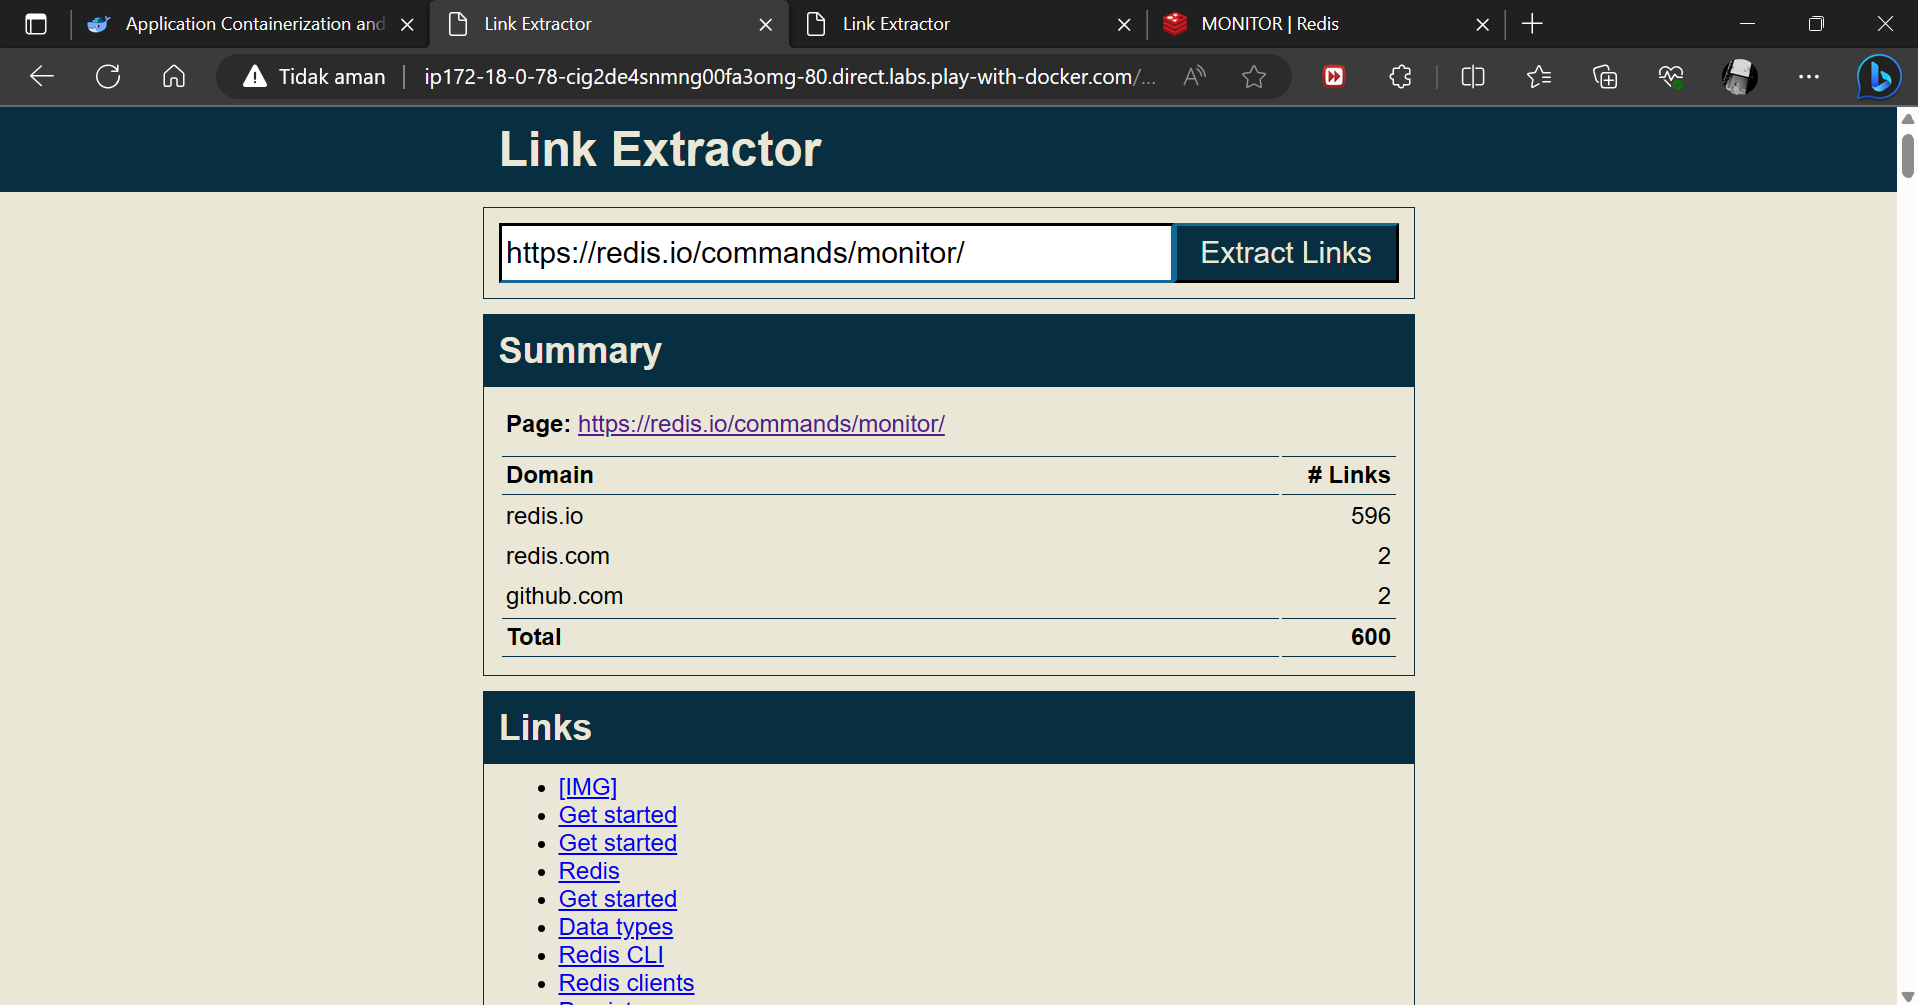 Application Containerization and
Link Extractor
Link Extractor
MONITOR | Redis
Tidak aman
ip172-18-0-78-cig2de4snmng00fa3omg-80.direct.labs.play-with-docker.com/...
Link Extractor
https://redis.io/commands/monitor/
Extract Links
Summary
Page: https://redis.io/commands/monitor/
Domain # Links
redis.io 596
redis.com 2
github.com 2
Total 600
Links
[IMG]
Get started
Get started
Redis
Get started
Data types
Redis CLI
Redis clients